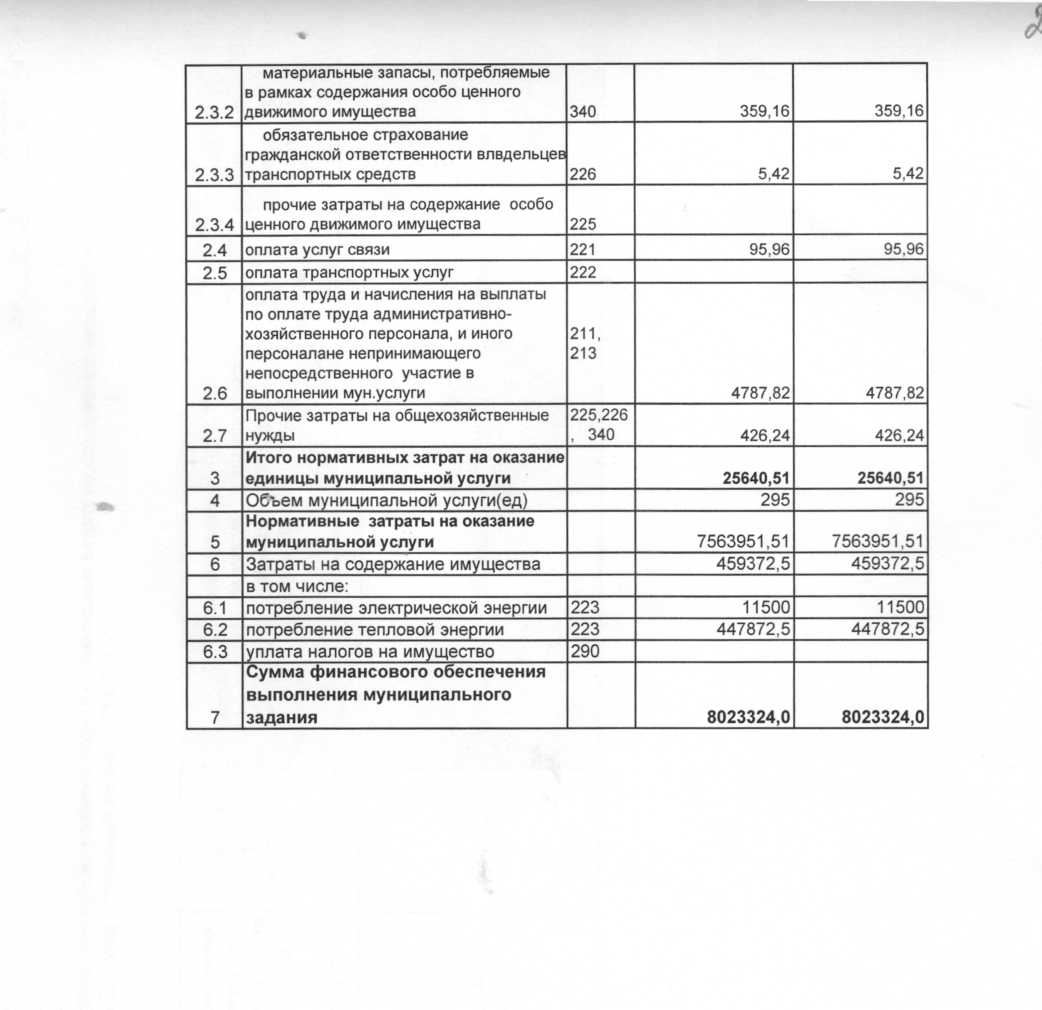 2
материальные запасы, потребляемые
в рамках содержания особо ценного
2.3.2 движимого имущества 340 359,16 359,16
обязательное страхование
гражданской ответственности влвдельцев
2.3.3 транспортных средств 226 5,42 5,42
прочие затраты на содержание особо
2.3.4 ценного движимого имущества 225
2.4 оплата услуг связи 221 95,96 95,96
2.5 оплата транспортных услуг 222
оплата труда и начисления на выплаты
по оплате труда административно-
хозяйственного персонала, и иного 211,
персоналане непринимающего 213
непосредственного участие в
2.6 выполнении мун.услуги 4787,82 4787,82
Прочие затраты на общехозяйственные 225,226
2.7 нужды , 340 426,24 426,24
Итого нормативных затрат на оказание
3 единицы муниципальной услуги 25640,51 25640,51
4 Объем муниципальной услуги(ед) 295 295
Нормативные затраты на оказание
5 муниципальной услуги 7563951,51 7563951,51
6 Затраты на содержание имущества 459372,5 459372,5
в том числе:
6.1 потребление электрической энергии 223 11500 11500
6.2 потребление тепловой энергии 223 447872,5 447872,5
6.3 уплата налогов на имущество 290
Сумма финансового обеспечения
выполнения муниципального
7 задания 8023324,0 8023324,0